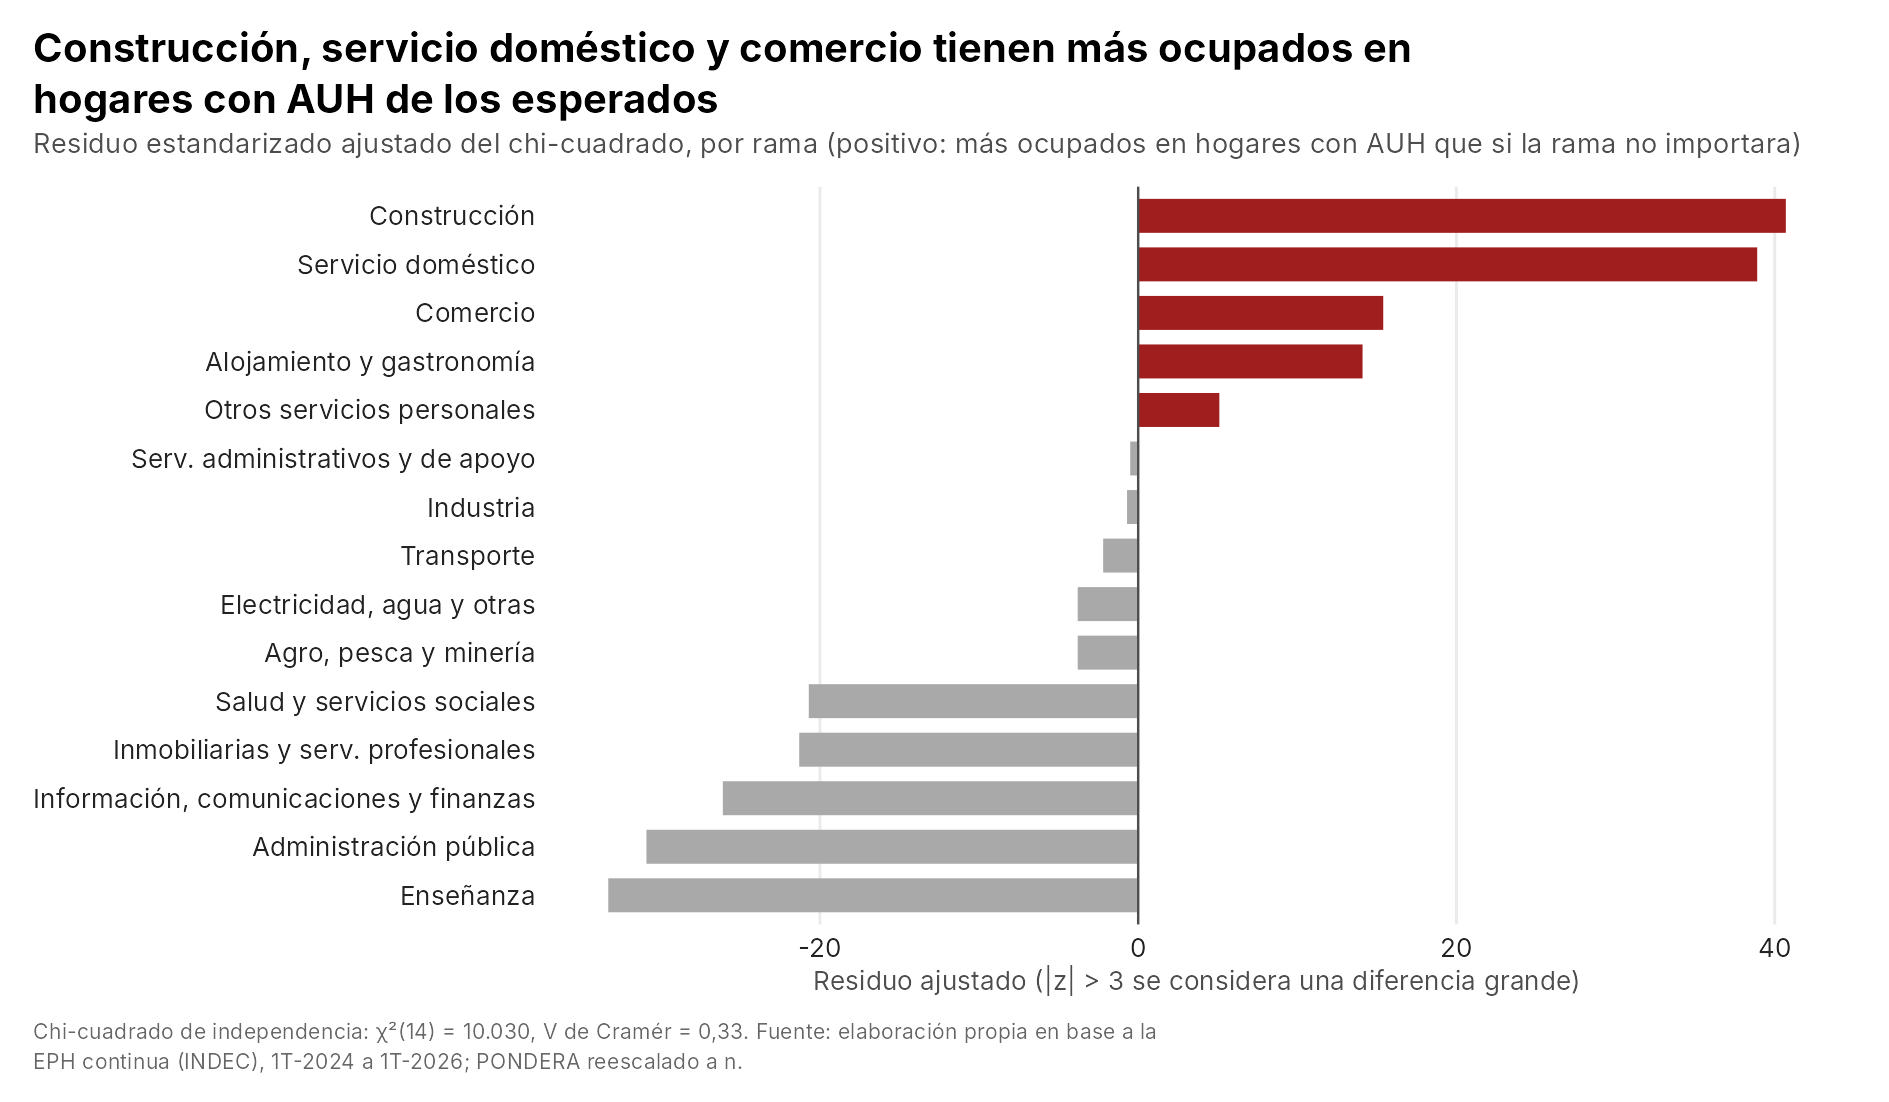 Construcción, servicio doméstico y comercio tienen más ocupados en
hogares con AUH de los esperados
Residuo estandarizado ajustado del chi-cuadrado, por rama (positivo: más ocupados en hogares con AUH que si la rama no importara)
Construcción
Servicio doméstico
Comercio
Alojamiento y gastronomía
Otros servicios personales
Serv. administrativos y de apoyo
Industria
Transporte
Electricidad, agua y otras
Agro, pesca y minería
Salud y servicios sociales
Inmobiliarias y serv. profesionales
Información, comunicaciones y finanzas
Administración pública
Enseñanza
-20 0 20 40
Residuo ajustado (|z| > 3 se considera una diferencia grande)
Chi-cuadrado de independencia: χ²(14) = 10.030, V de Cramér = 0,33. Fuente: elaboración propia en base a la
EPH continua (INDEC), 1T-2024 a 1T-2026; PONDERA reescalado a n.